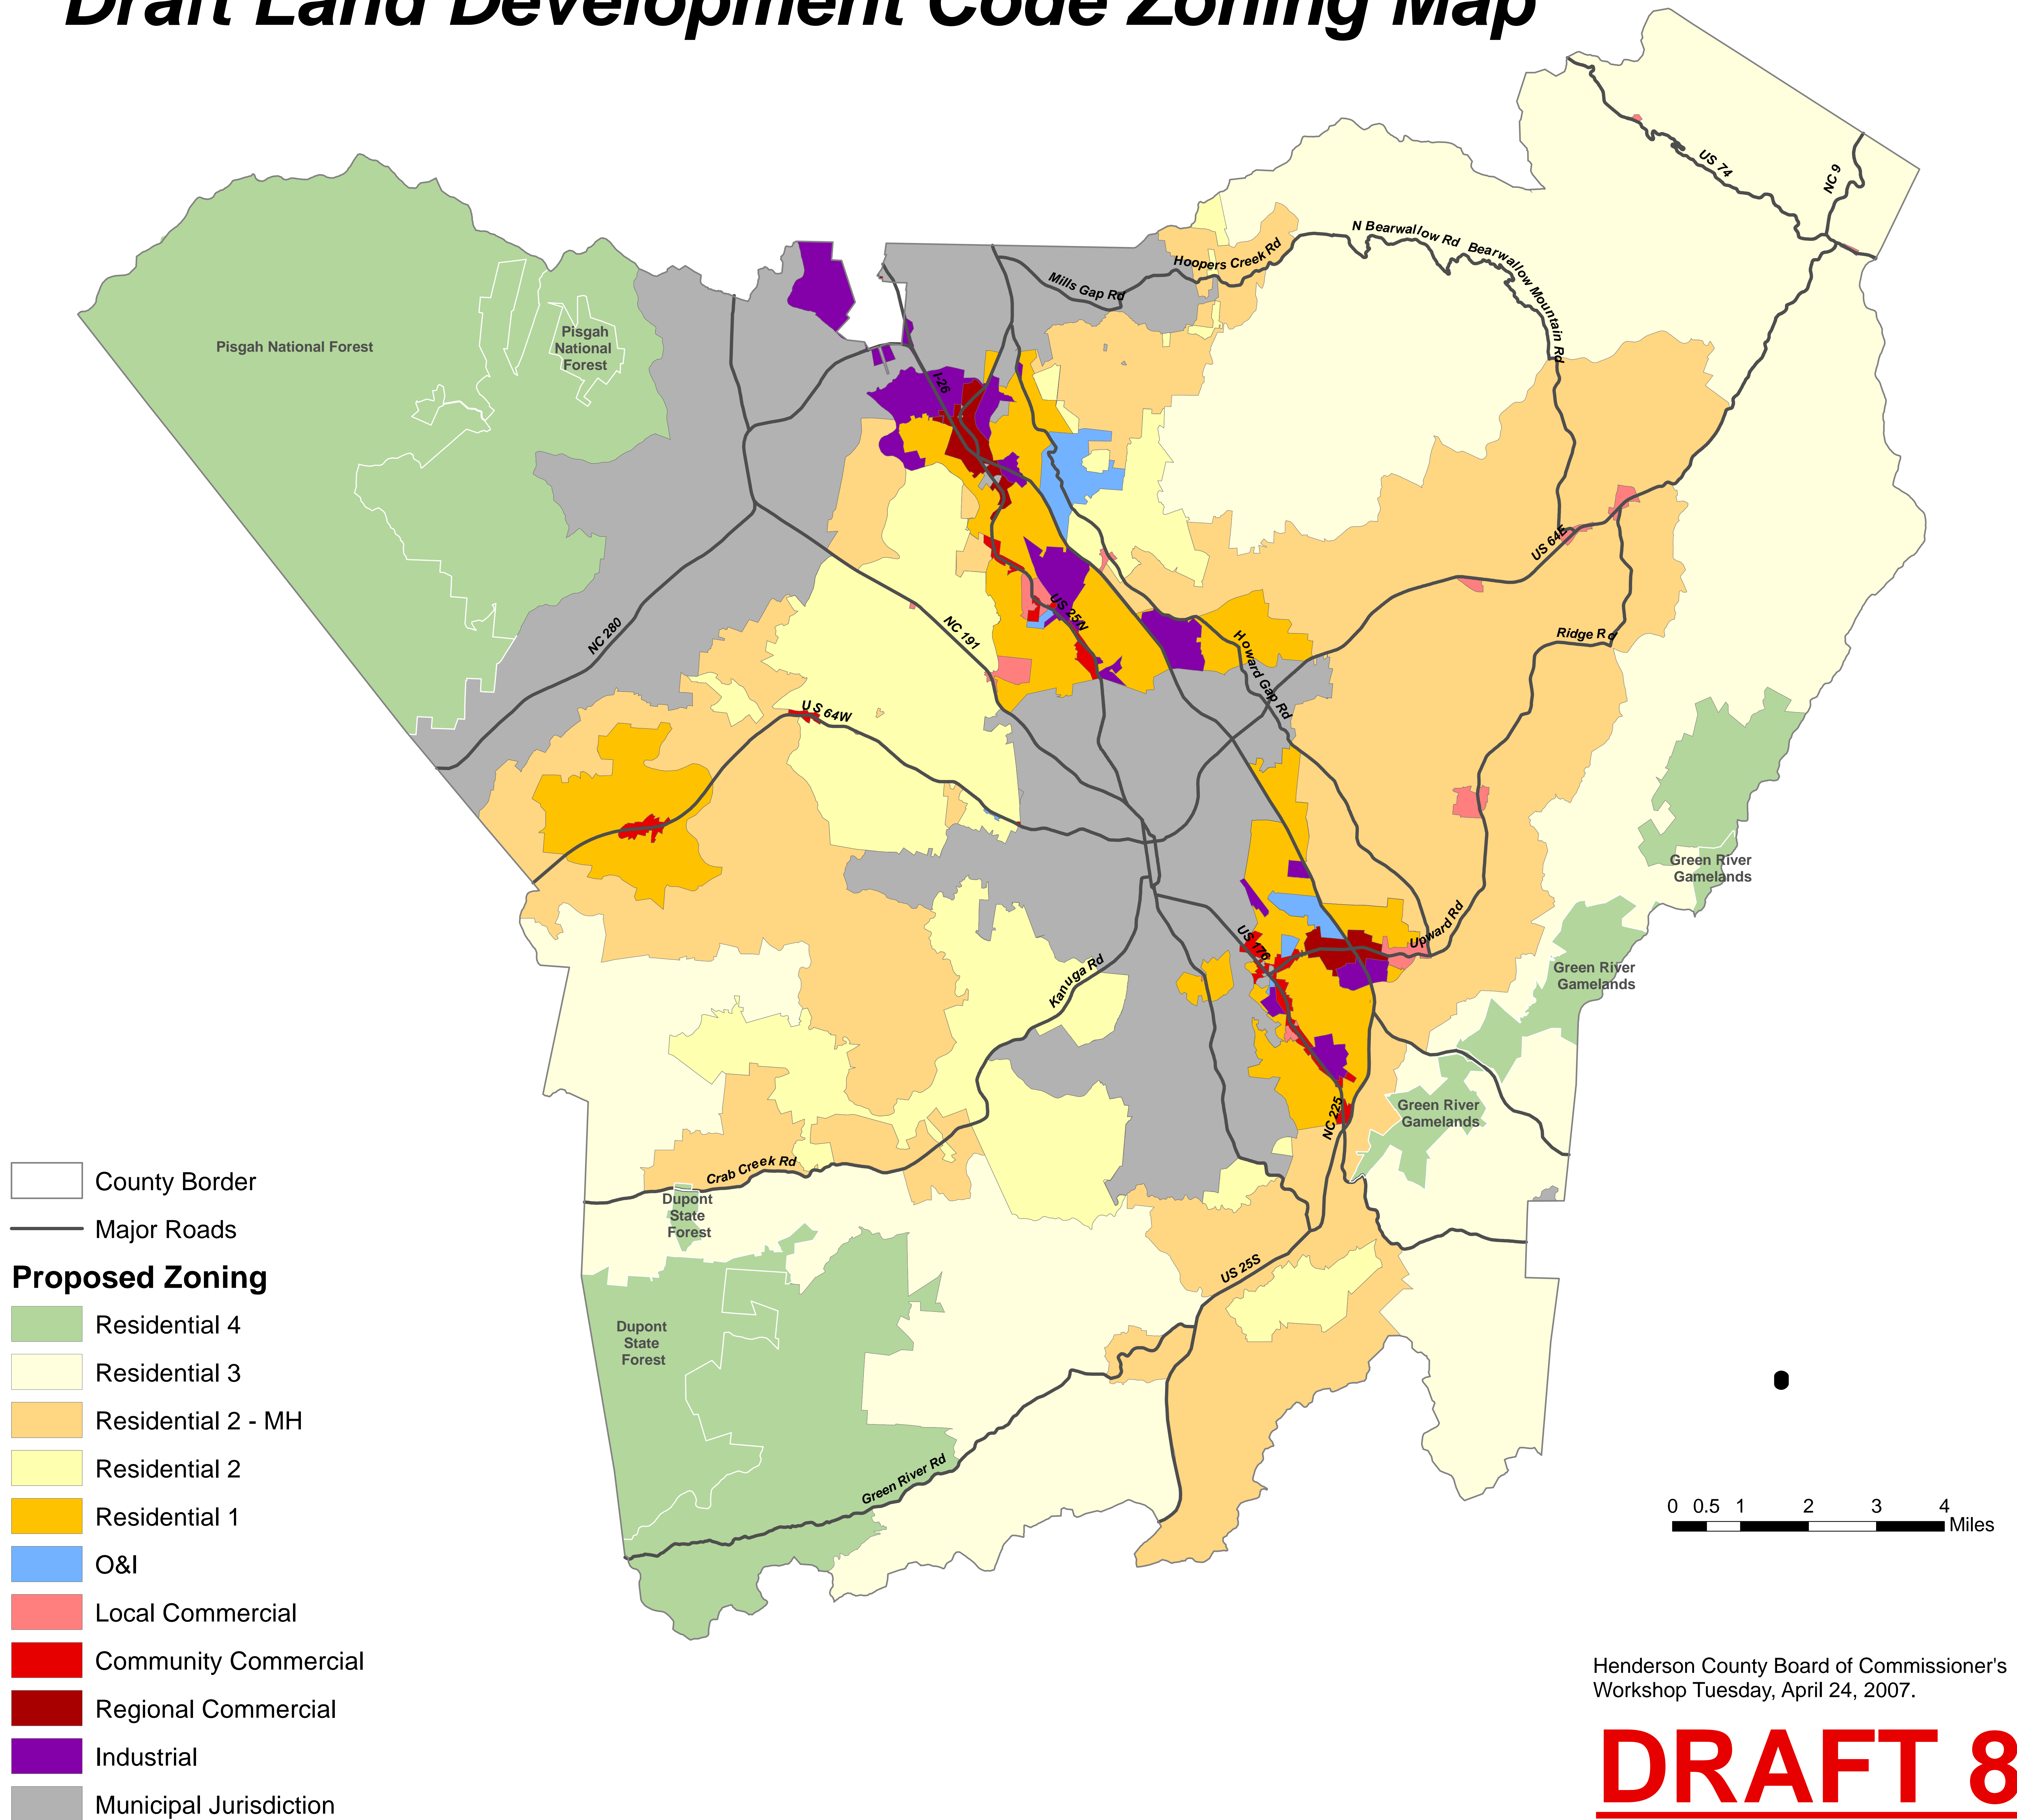 Draft Land Development Code Zoning Map
US 74
NC 9
N Bearwallow Rd
Bearwallow Mountain Rd
Hoopers Creek Rd
Mills Gap Rd
Pisgah National Forest
Pisgah
National
Forest
I-26
US 64E
NC 280
NC 191
US 25N
Howard Gap Rd
Ridge Rd
US 64W
Green River
Gamelands
Upward Rd
US 176
Kanuga Rd
Green River
Gamelands
Green River
Gamelands
NC 225
Crab Creek Rd
Dupont
State
Forest
US 25S
Dupont
State
Forest
Green River Rd
County Border
Major Roads
Proposed Zoning
Residential 4
Residential 3
Residential 2 - MH
Residential 2
Residential 1
O&I
Local Commercial
Community Commercial
Regional Commercial
Industrial
Municipal Jurisdiction
0 0.5 1 2 3 4
Miles
Henderson County Board of Commissioner's
Workshop Tuesday, April 24, 2007.
DRAFT 8